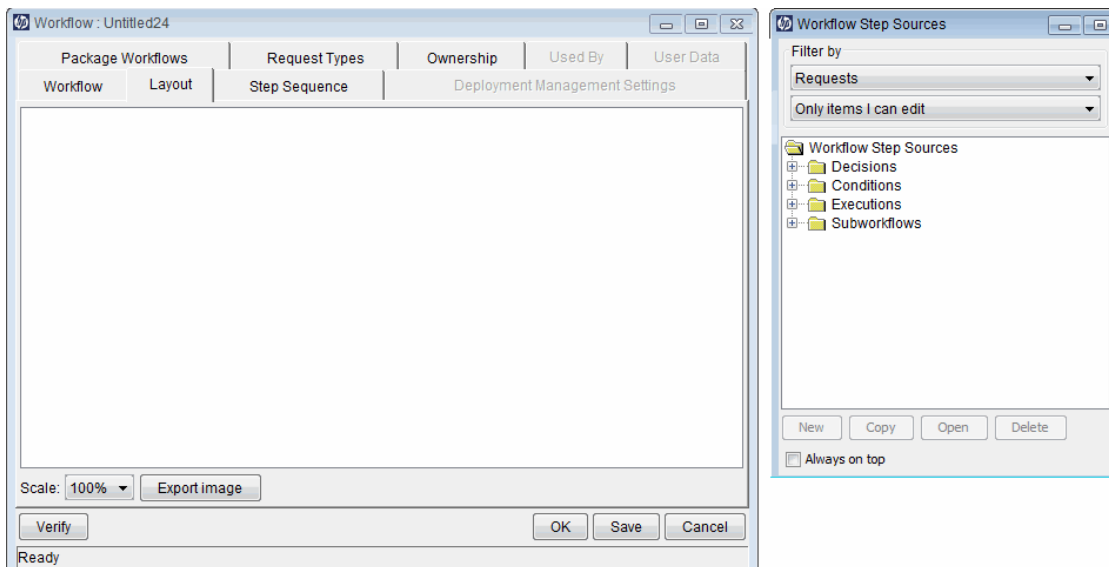 Workflow : Untitled24
Package Workflows Request Types Ownership Used By User Data
Workflow Layout Step Sequence Deployment Management Settings
Scale: 100% Export image
Verify OK Save Cancel
Ready
hp Workflow Step Sources
Filter by
Requests
Only items I can edit
Workflow Step Sources
Decisions
Conditions
Executions
Subworkflows
New Copy Open Delete
Always on top